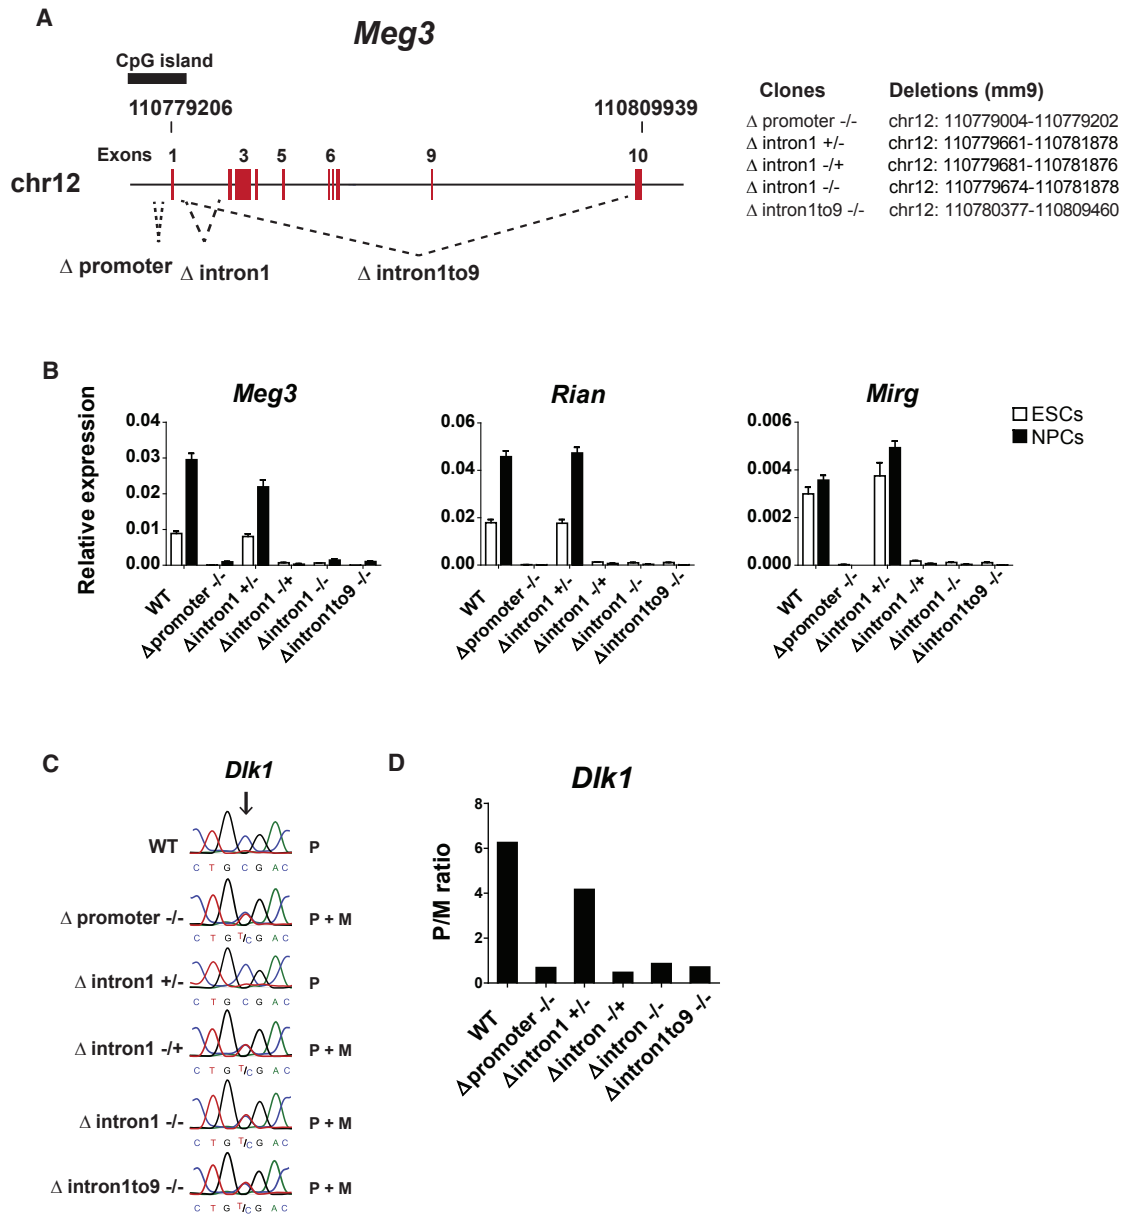 A
Meg3
CpG island
110779206
110809939
Exons 1 3 5 6 9 10
chr12
Δ promoter
Δ intron1
Δ intron1to9
Clones Deletions (mm9)
Δ promoter -/- chr12: 110779004-110779202
Δ intron1 +/- chr12: 110779661-110781878
Δ intron1 -/+ chr12: 110779681-110781876
Δ intron1 -/- chr12: 110779674-110781878
Δ intron1to9 -/- chr12: 110780377-110809460
B
Relative expression
Meg3
0.04
0.03
0.02
0.01
0.00
WT
Δpromoter -/-
Δintron1 +/-
Δintron1 -/+
Δintron1 -/-
Δintron1to9 -/-
Rian
0.06
0.04
0.02
0.00
WT
Δpromoter -/-
Δintron1 +/-
Δintron1 -/+
Δintron1 -/-
Δintron1to9 -/-
Mirg
0.006
0.004
0.002
0.000
WT
Δpromoter -/-
Δintron1 +/-
Δintron1 -/+
Δintron1 -/-
Δintron1to9 -/-
ESCs
NPCs
C
Dlk1
WT P
C T G C G A C
Δ promoter -/- P + M
C T G T/C G A C
Δ intron1 +/- P
C T G C G A C
Δ intron1 -/+ P + M
C T G T/C G A C
Δ intron1 -/- P + M
C T G T/C G A C
Δ intron1to9 -/- P + M
C T G T/C G A C
D
Dlk1
P/M ratio
8
6
4
2
0
WT
Δpromoter -/-
Δintron1 +/-
Δintron -/+
Δintron -/-
Δintron1to9 -/-